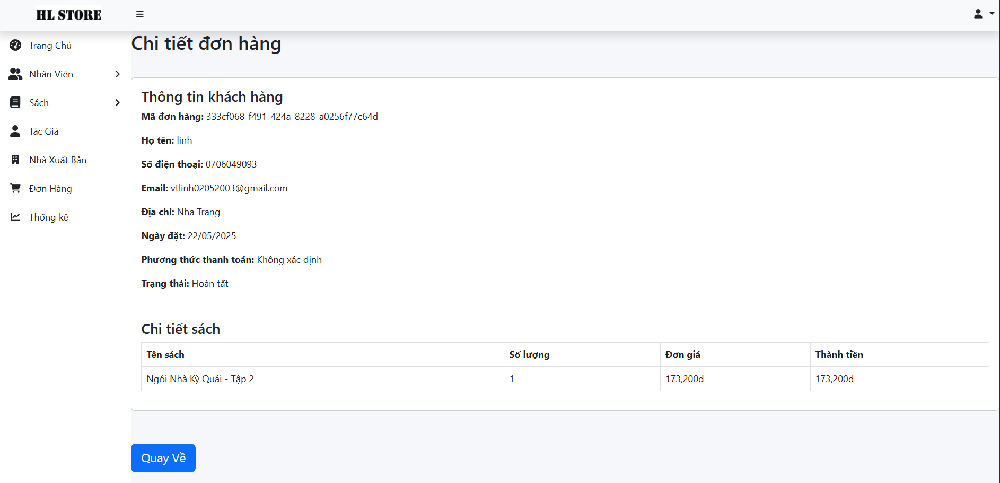 HL STORE
Trang Chủ
Nhân Viên
Sách
Tác Giả
Nhà Xuất Bản
Đơn Hàng
Thống kê
Chi tiết đơn hàng
Thông tin khách hàng
Mã đơn hàng: 333cf068-f491-424a-8228-a0256f77c64d
Họ tên: linh
Số điện thoại: 0706049093
Email: vtlinh02052003@gmail.com
Địa chỉ: Nha Trang
Ngày đặt: 22/05/2025
Phương thức thanh toán: Không xác định
Trạng thái: Hoàn tất
Chi tiết sách
Tên sách Số lượng Đơn giá Thành tiền
Ngôi Nhà Kỳ Quái - Tập 2 1 173,200₫ 173,200₫
Quay Về